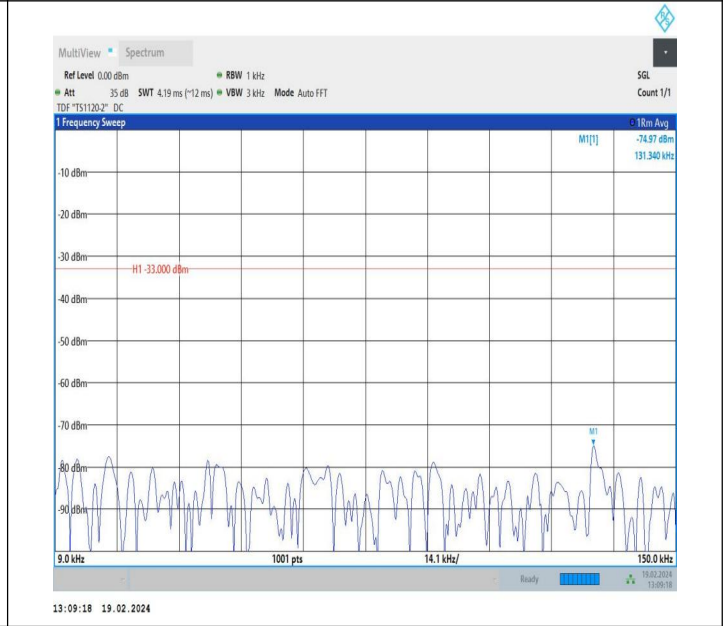 R S
MultiView Spectrum
Ref Level 0.00 dBm RBW 1 kHz SGL
Att 35 dB SWT 4.19 ms (~12 ms) VBW 3 kHz Mode Auto FFT Count 1/1
TDF "TS1120-2" DC
1 Frequency Sweep 1Rm Avg
M1[1] -74.97 dBm
131.340 kHz
-10 dBm
-20 dBm
-30 dBm
H1 -33.000 dBm
-40 dBm
-50 dBm
-60 dBm
-70 dBm
M1
-80 dBm
-90 dBm
9.0 kHz 1001 pts 14.1 kHz/ 150.0 kHz
Ready 19.02.2024
13:09:18
13:09:18 19.02.2024